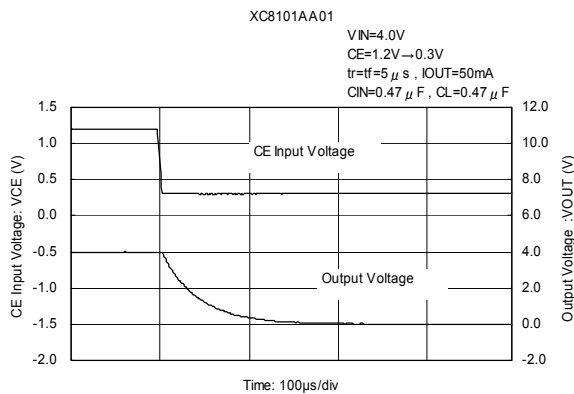 XC8101AA01
VIN=4.0V
CE=1.2V→0.3V
tr=tf=5 μ s , IOUT=50mA
CIN=0.47 μ F , CL=0.47 μ F
1.5
1.0
0.5
0.0
-0.5
-1.0
-1.5
-2.0
CE Input Voltage: VCE (V)
CE Input Voltage
Output Voltage
12.0
10.0
8.0
6.0
4.0
2.0
0.0
-2.0
Output Voltage :VOUT (V)
Time: 100μs/div